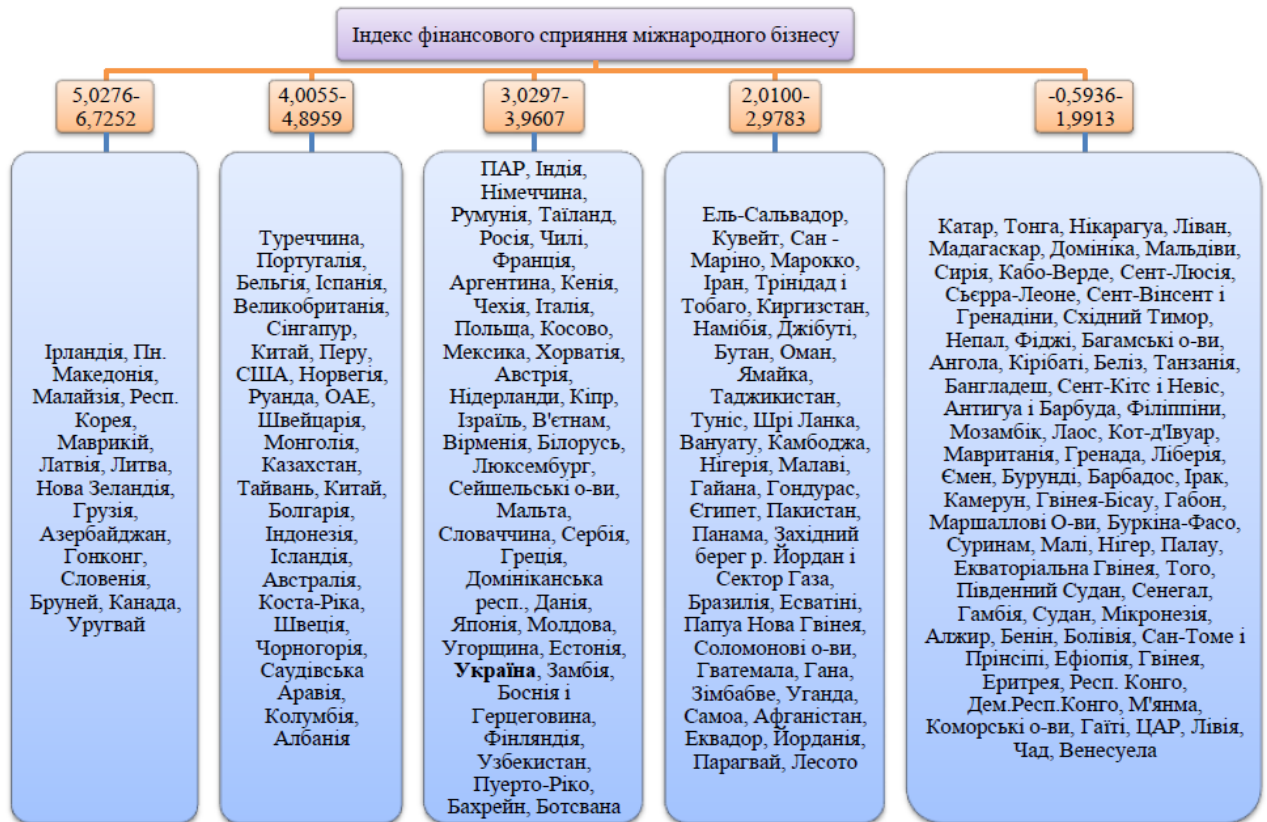 Індекс фінансового сприяння міжнародного бізнесу
5,0276-
6,7252
Ірландія, Пн.
Македонія,
Малайзія, Респ.
Корея,
Маврикій,
Латвія, Литва,
Нова Зеландія,
Грузія,
Азербайджан,
Гонконг,
Словенія,
Бруней, Канада,
Уругвай
4,0055-
4,8959
Туреччина,
Португалія,
Бельгія, Іспанія,
Великобританія,
Сінгапур,
Китай, Перу,
США, Норвегія,
Руанда, ОАЕ,
Швейцарія,
Монголія,
Казахстан,
Тайвань, Китай,
Болгарія,
Індонезія,
Ісландія,
Австралія,
Коста-Ріка,
Швеція,
Чорногорія,
Саудівська
Аравія,
Колумбія,
Албанія
3,0297-
3,9607
ПАР, Індія,
Німеччина,
Румунія, Таїланд,
Росія, Чилі,
Франція,
Аргентина, Кенія,
Чехія, Італія,
Польща, Косово,
Мексика, Хорватія,
Австрія,
Нідерланди, Кіпр,
Ізраїль, В'єтнам,
Вірменія, Білорусь,
Люксембург,
Сейшельські о-ви,
Мальта,
Словаччина, Сербія,
Греція,
Домініканська
респ., Данія,
Японія, Молдова,
Угорщина, Естонія,
Україна, Замбія,
Боснія і
Герцеговина,
Фінляндія,
Узбекистан,
Пуерто-Ріко,
Бахрейн, Ботсвана
2,0100-
2,9783
Ель-Сальвадор,
Кувейт, Сан -
Маріно, Марокко,
Іран, Трінідад і
Тобаго, Киргизстан,
Намібія, Джібуті,
Бутан, Оман,
Ямайка,
Таджикистан,
Туніс, Шрі Ланка,
Вануату, Камбоджа,
Нігерія, Малаві,
Гайана, Гондурас,
Єгипет, Пакистан,
Панама, Західний
берег р. Йордан і
Сектор Газа,
Бразилія, Есватіні,
Папуа Нова Гвінея,
Соломонові о-ви,
Гватемала, Гана,
Зімбабве, Уганда,
Самоа, Афганістан,
Еквадор, Йорданія,
Парагвай, Лесото
-0,5936-
1,9913
Катар, Тонга, Нікарагуа, Ліван,
Мадагаскар, Домініка, Мальдіви,
Сирія, Кабо-Верде, Сент-Люсія,
Сьєрра-Леоне, Сент-Вінсент і
Гренадіни, Східний Тимор,
Непал, Фіджі, Багамські о-ви,
Ангола, Кірібаті, Беліз, Танзанія,
Бангладеш, Сент-Кітс і Невіс,
Антигуа і Барбуда, Філіппіни,
Мозамбік, Лаос, Кот-д'Івуар,
Мавританія, Гренада, Ліберія,
Ємен, Бурунді, Барбадос, Ірак,
Камерун, Гвінея-Бісау, Габон,
Маршаллові О-ви, Буркіна-Фасо,
Суринам, Малі, Нігер, Палау,
Екваторіальна Гвінея, Того,
Південний Судан, Сенегал,
Гамбія, Судан, Мікронезія,
Алжир, Бенін, Болівія, Сан-Томе і
Прінсіпі, Ефіопія, Гвінея,
Еритрея, Респ. Конго,
Дем.Респ.Конго, М'янма,
Коморські о-ви, Гаїті, ЦАР, Лівія,
Чад, Венесуела